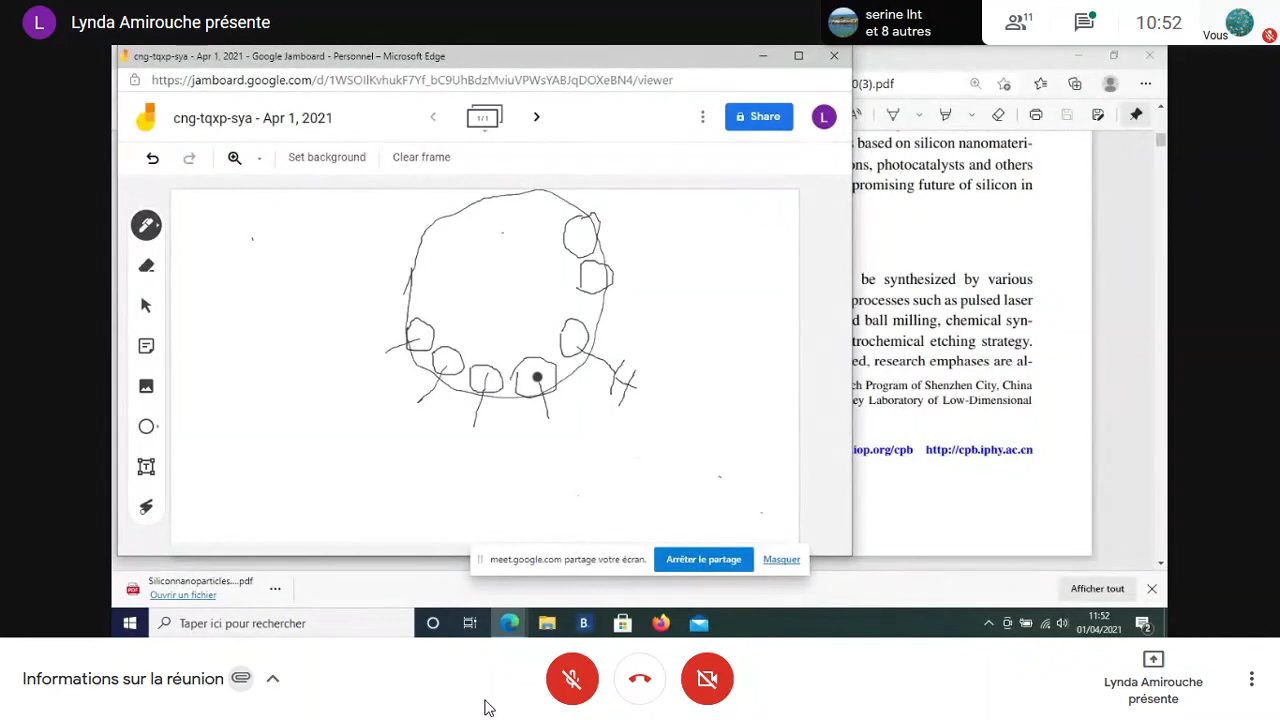 L Lynda Amirouche présente
serine lht
et 8 autres
11
10:52
Vous
cng-tqxp-sya - Apr 1, 2021 - Google Jamboard - Personnel – Microsoft Edge
https://jamboard.google.com/d/1WSOIlKvhukF7Yf_bC9UhBdzMviuVPWsYABJqDOXeBN4/viewer
0(3).pdf
cng-tqxp-sya - Apr 1, 2021
1/1
Share
L
Set background
Clear frame
based on silicon nanomateri-
ons, photocatalysts and others
promising future of silicon in
be synthesized by various
processes such as pulsed laser
d ball milling, chemical syn-
trochemical etching strategy.
ed, research emphases are al-
ch Program of Shenzhen City, China
ey Laboratory of Low-Dimensional
iop.org/cpb http://cpb.iphy.ac.cn
meet.google.com partage votre écran.
Arrêter le partage
Masquer
Siliconnanoparticles....pdf
Ouvrir un fichier
Afficher tout
Taper ici pour rechercher
11:52
01/04/2021
2
Informations sur la réunion
Lynda Amirouche
présente